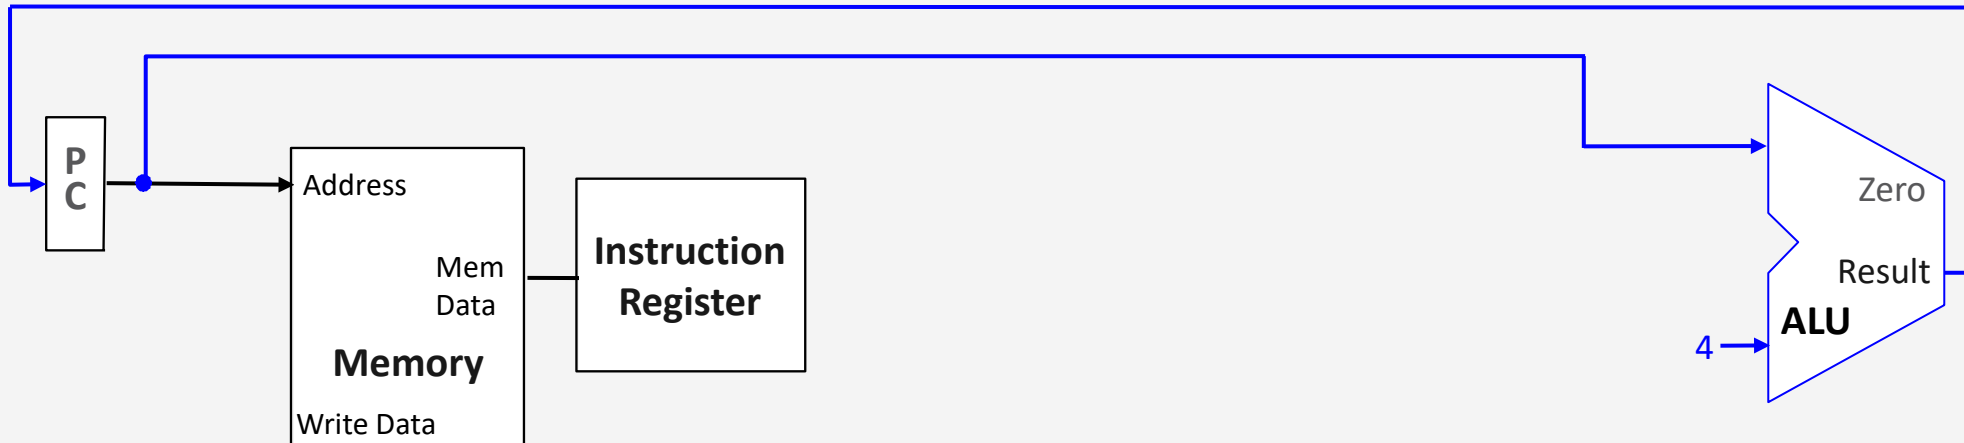 P
C
Address
Mem
Data
Memory
Write Data
Instruction
Register
Zero
Result
ALU
4